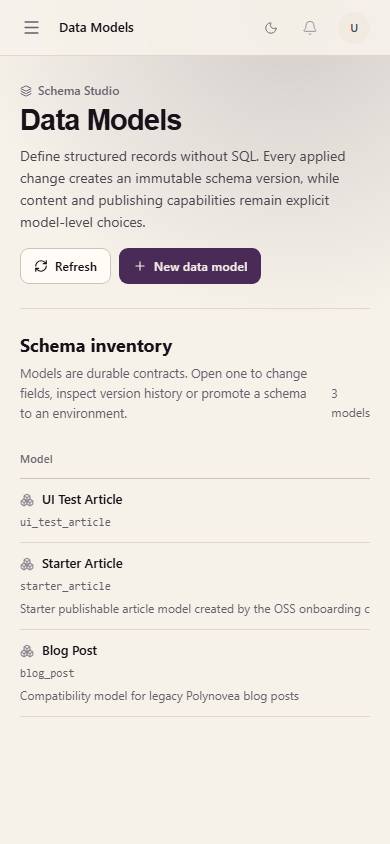 Data Models
U
Schema Studio
Data Models
Define structured records without SQL. Every applied
change creates an immutable schema version, while
content and publishing capabilities remain explicit
model-level choices.
Refresh
New data model
Schema inventory
Models are durable contracts. Open one to change
fields, inspect version history or promote a schema
to an environment.
3
models
Model
UI Test Article
ui_test_article
Starter Article
starter_article
Starter publishable article model created by the OSS onboarding c
Blog Post
blog_post
Compatibility model for legacy Polynovea blog posts